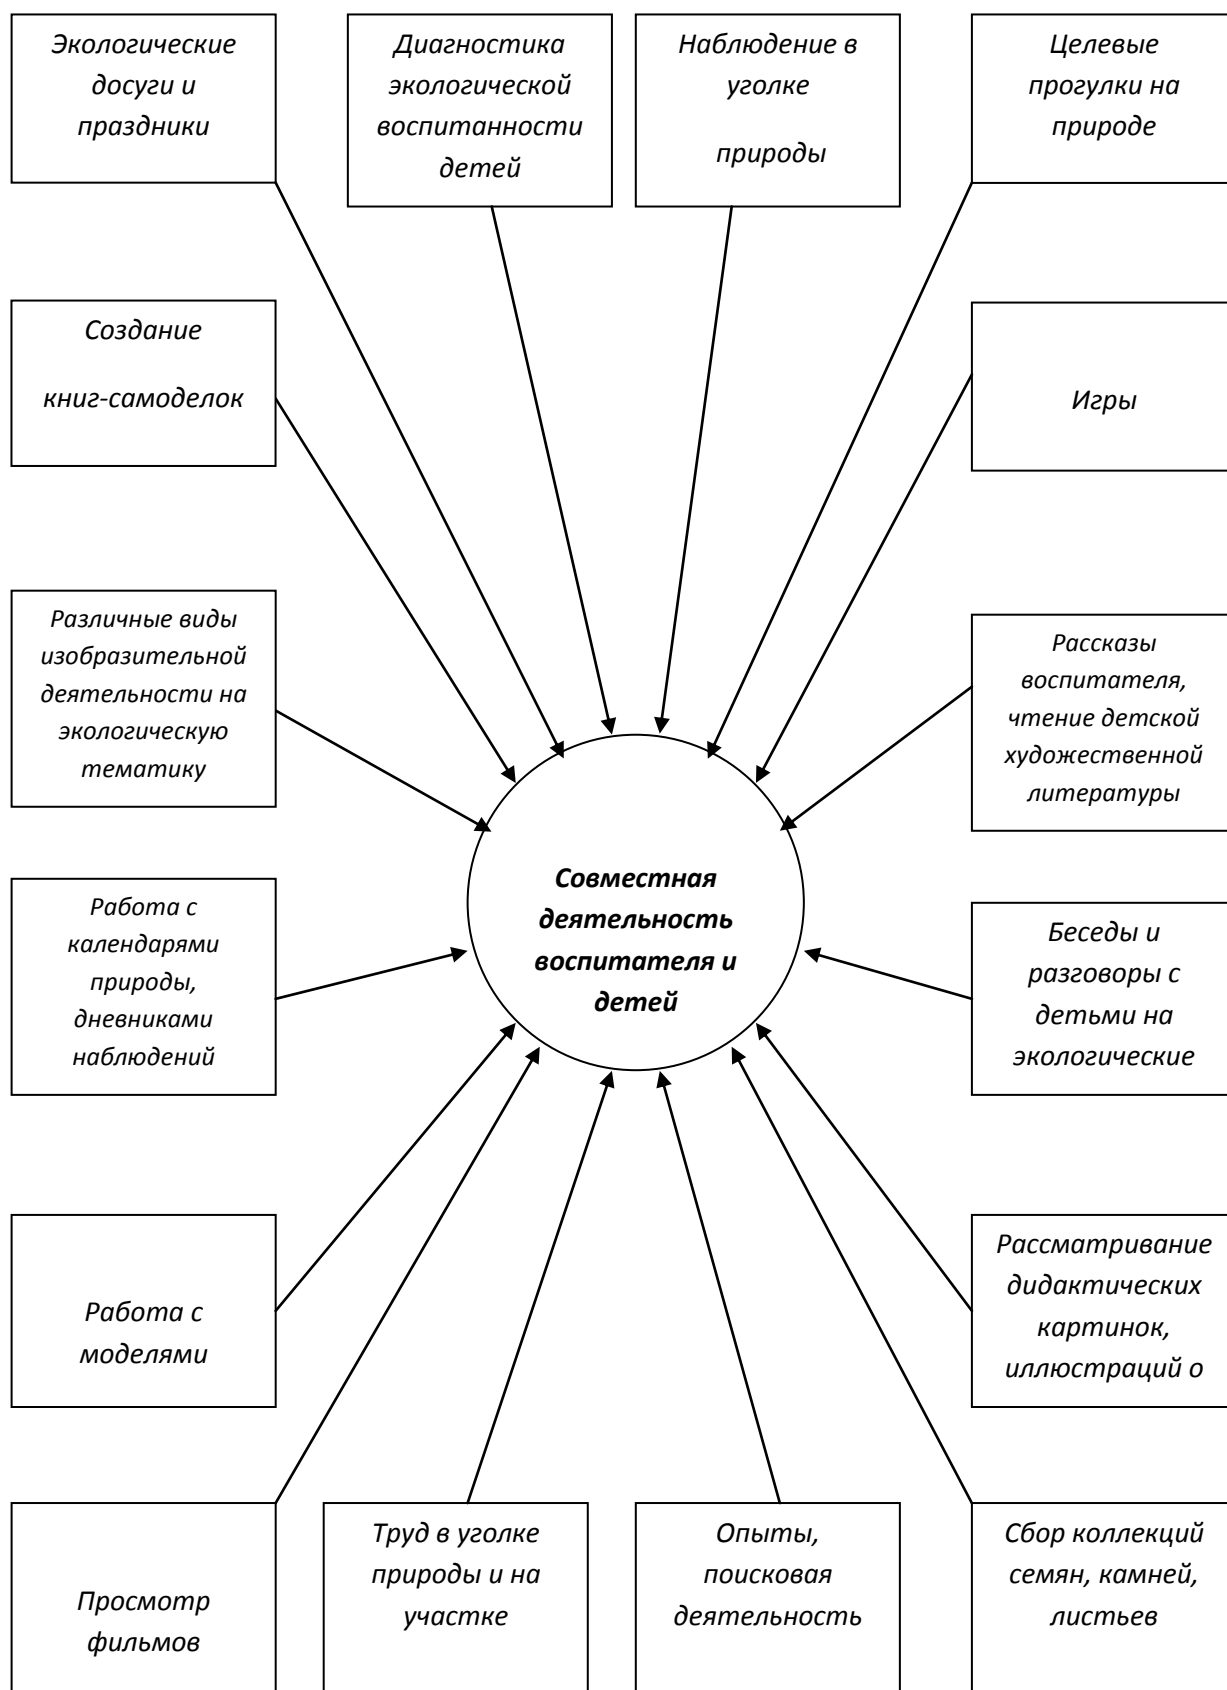 Экологические
досуги и
праздники
Диагностика
экологической
воспитанности
детей
Наблюдение в
уголке
природы
Целевые
прогулки на
природе
Создание
книг-самоделок
Игры
Различные виды
изобразительной
деятельности на
экологическую
тематику
Рассказы
воспитателя,
чтение детской
художественной
литературы
Совместная
деятельность
воспитателя и
детей
Работа с
календарями
природы,
дневниками
наблюдений
Беседы и
разговоры с
детьми на
экологические
Работа с
моделями
Рассматривание
дидактических
картинок,
иллюстраций о
Просмотр
фильмов
Труд в уголке
природы и на
участке
Опыты,
поисковая
деятельность
Сбор коллекций
семян, камней,
листьев